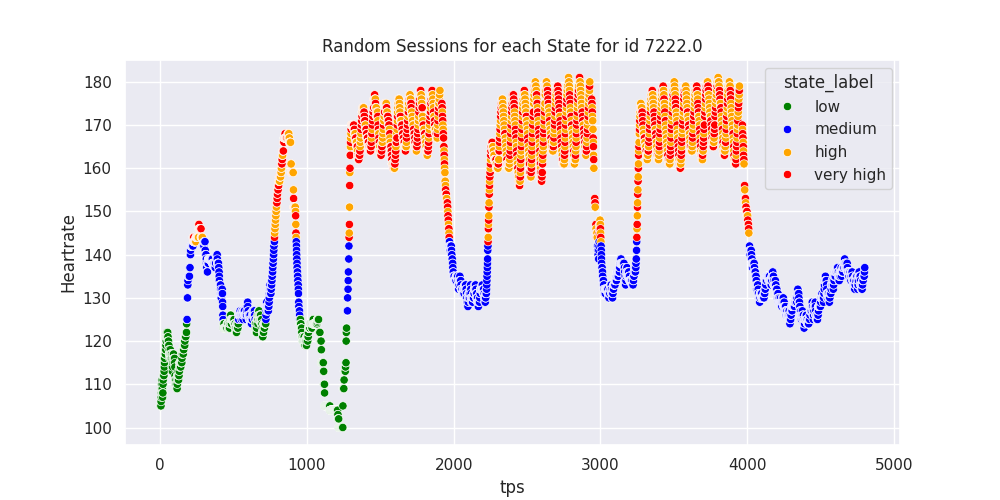 Random Sessions for each State for id 7222.0
state_label
low
medium
high
very high
Heartrate
180
170
160
150
140
130
120
110
100
0
1000
2000
3000
4000
5000
tps